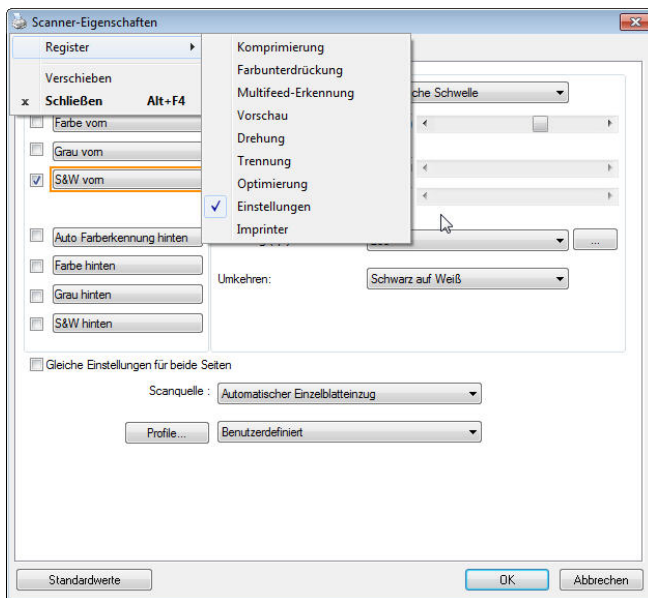 Scanner-Eigenschaften
Register
Verschieben
x Schließen Alt+F4
Komprimierung
Farbunterdrückung
Multifeed-Erkennung
Vorschau
Drehung
Trennung
Optimierung
Einstellungen
Imprinter
Schwelle
Farbe vorn
Grau vorn
S&W vorn
Auto Farberkennung hinten
...
Farbe hinten
Umkehren: Schwarz auf Weiß
Grau hinten
S&W hinten
Gleiche Einstellungen für beide Seiten
Scanquelle : Automatischer Einzelblatteinzug
Profile... Benutzerdefiniert
Standardwerte OK Abbrechen